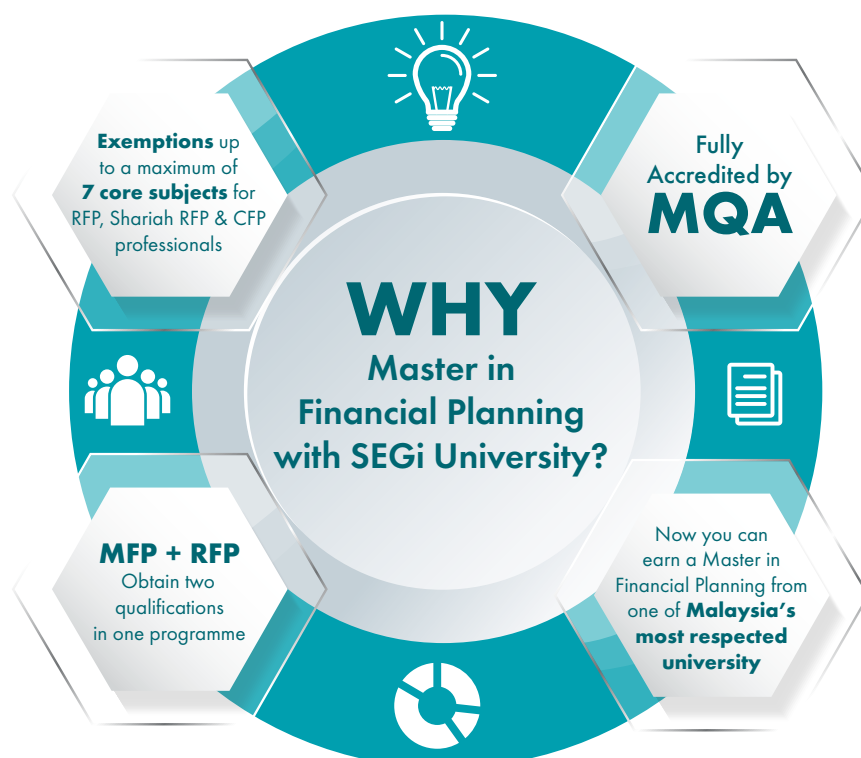 Exemptions up
to a maximum of
7 core subjects for
RFP, Shariah RFP & CFP
professionals
Fully
Accredited by
MQA
WHY
Master in
Financial Planning
with SEGi University?
MFP + RFP
Obtain two
qualifications
in one programme
Now you can
earn a Master in
Financial Planning from
one of Malaysia's
most respected
university